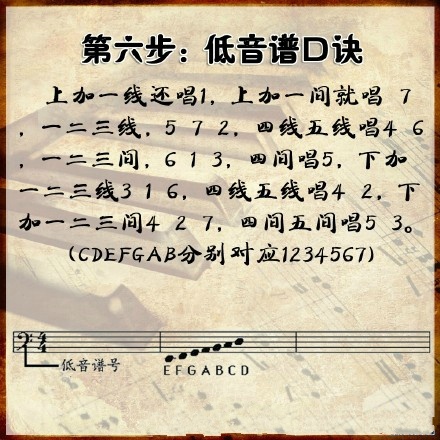 第六步：低音谱口诀
上加一线还唱1，上加一间就唱 7
，一二三线，5 7 2，四线五线唱4 6
，一二三间，6 1 3，四间唱5，下加
一二三线3 1 6，四线五线唱4 2，下
加一二三间4 2 7，四间五间唱5 3。
(CDEFGAB分别对应1234567)
低音谱号
E F G A B C D